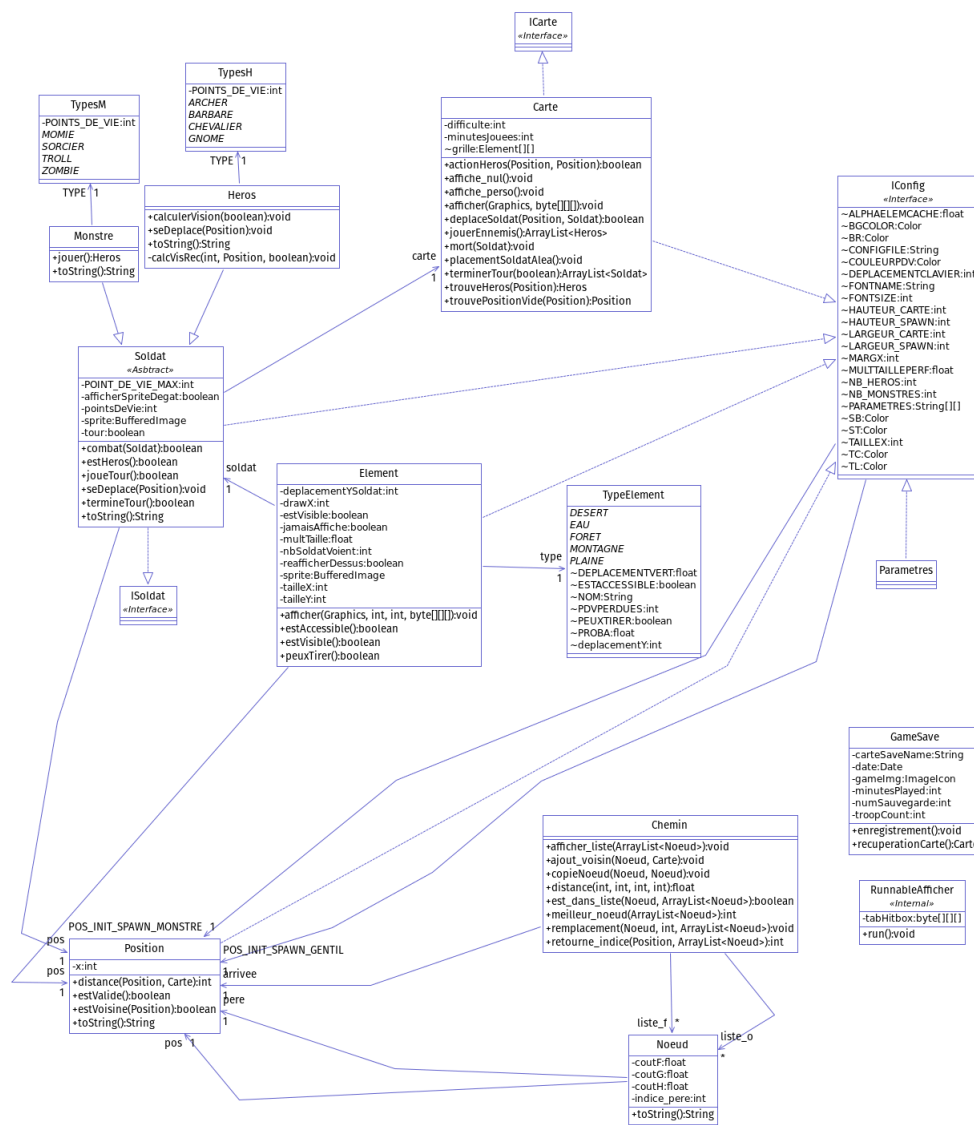 ICarte
«Interface»
TypesH
-POINTS_DE_VIE:int
ARCHER
BARBARE
CHEVALIER
GNOME
TYPE 1
TypesM
-POINTS_DE_VIE:int
MOMIE
SORCIER
TROLL
ZOMBIE
TYPE 1
Carte
-difficulte:int
-minutesJouees:int
~grille:Element[][]
+actionHeros(Position, Position):boolean
+affiche_nul():void
+affiche_perso():void
+afficher(Graphics, byte[][][]):void
+deplaceSoldat(Position, Soldat):boolean
+jouerEnnemis():ArrayList<Heros>
+mort(Soldat):void
+placementSoldatAlea():void
+terminerTour(boolean):ArrayList<Soldat>
+trouveHeros(Position):Heros
+trouvePositionVide(Position):Position
carte
1
Heros
+calculerVision(boolean):void
+seDeplace(Position):void
+toString():String
-calcVisRec(int, Position, boolean):void
Monstre
+jouer():Heros
+toString():String
IConfig
«Interface»
~ALPHAELEMCACHE:float
~BGCOLOR:Color
~BR:Color
~CONFIGFILE:String
~COULEURPDV:Color
~DEPLACEMENTCLAVIER:int
~FONTNAME:String
~FONTSIZE:int
~HAUTEUR_CARTE:int
~HAUTEUR_SPAWN:int
~LARGEUR_CARTE:int
~LARGEUR_SPAWN:int
~MARGX:int
~MULTTAILLEPERF:float
~NB_HEROS:int
~NB_MONSTRES:int
~PARAMETRES:String[][]
~SB:Color
~ST:Color
~TAILLEX:int
~TC:Color
~TL:Color
Soldat
«Asbtract»
-POINT_DE_VIE_MAX:int
-afficherSpriteDegat:boolean
-pointsDeVie:int
-sprite:BufferedImage
-tour:boolean
+combat(Soldat):boolean
+estHeros():boolean
+joueTour():boolean
+seDeplace(Position):void
+termineTour():boolean
+toString():String
soldat
1
Element
-deplacementYSoldat:int
-drawX:int
-estVisible:boolean
-jamaisAffiche:boolean
-multTaille:float
-nbSoldatVoient:int
-reafficherDessus:boolean
-sprite:BufferedImage
-tailleX:int
-tailleY:int
+afficher(Graphics, int, int, byte[][][]):void
+estAccessible():boolean
+estVisible():boolean
+peuxTirer():boolean
type
1
TypeElement
DESERT
EAU
FORET
MONTAGNE
PLAINE
~DEPLACEMENTVERT:float
~ESTACCESSIBLE:boolean
~NOM:String
~PDVPERDUES:int
~PEUXTIRER:boolean
~PROBA:float
~deplacementY:int
Parametres
ISoldat
«Interface»
GameSave
-carteSaveName:String
-date:Date
-gameImg:ImageIcon
-minutesPlayed:int
-numSauvegarde:int
-troopCount:int
+enregistrement():void
+recuperationCarte():Carte
Chemin
+afficher_liste(ArrayList<Noeud>):void
+ajout_voisin(Noeud, Carte):void
+copieNoeud(Noeud, Noeud):void
+distance(int, int, int, int):float
+est_dans_liste(Noeud, ArrayList<Noeud>):boolean
+meilleur_noeud(ArrayList<Noeud>):int
+remplacement(Noeud, int, ArrayList<Noeud>):void
+retourne_indice(Position, ArrayList<Noeud>):int
RunnableAfficher
«Internal»
-tabHitbox:byte[][][]
+run():void
POS_INIT_SPAWN_MONSTRE 1
POS_INIT_SPAWN_GENTIL
1
pos
1
pos
1
Position
-x:int
+distance(Position, Carte):int
+estValide():boolean
+estVoisine(Position):boolean
+toString():String
arrivee
1
pere
1
pos 1
liste_f *
liste_o
*
Noeud
-coutF:float
-coutG:float
-coutH:float
-indice_pere:int
+toString():String